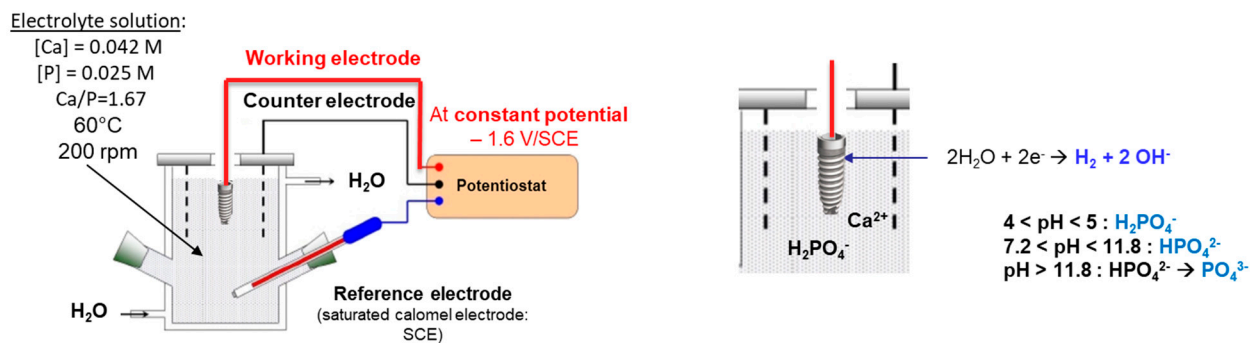 Electrolyte solution:
[Ca] = 0.042 M
[P] = 0.025 M
Ca/P=1.67
60°C
200 rpm
Working electrode
Counter electrode
At constant potential
– 1.6 V/SCE
Potentiostat
H₂O
H₂O
Reference electrode
(saturated calomel electrode:
SCE)
Ca²⁺
H₂PO₄⁻
2H₂O + 2e⁻ → H₂ + 2 OH⁻
4 < pH < 5 : H₂PO₄⁻
7.2 < pH < 11.8 : HPO₄²⁻
pH > 11.8 : HPO₄²⁻ → PO₄³⁻